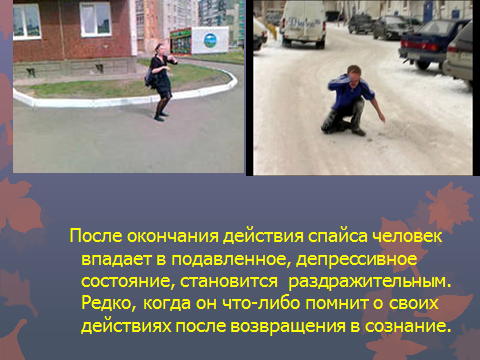 После окончания действия спайса человек
впадает в подавленное, депрессивное
состояние, становится раздражительным.
Редко, когда он что-либо помнит о своих
действиях после возвращения в сознание.